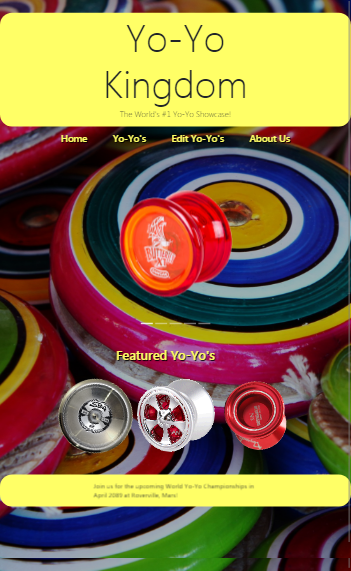 Yo-Yo
Kingdom
The World's #1 Yo-Yo Showcase!
Home Yo-Yo's Edit Yo-Yo's About Us
Featured Yo-Yo's
Join us for the upcoming World Yo-Yo Championships in
April 2089 at Roverville, Mars!